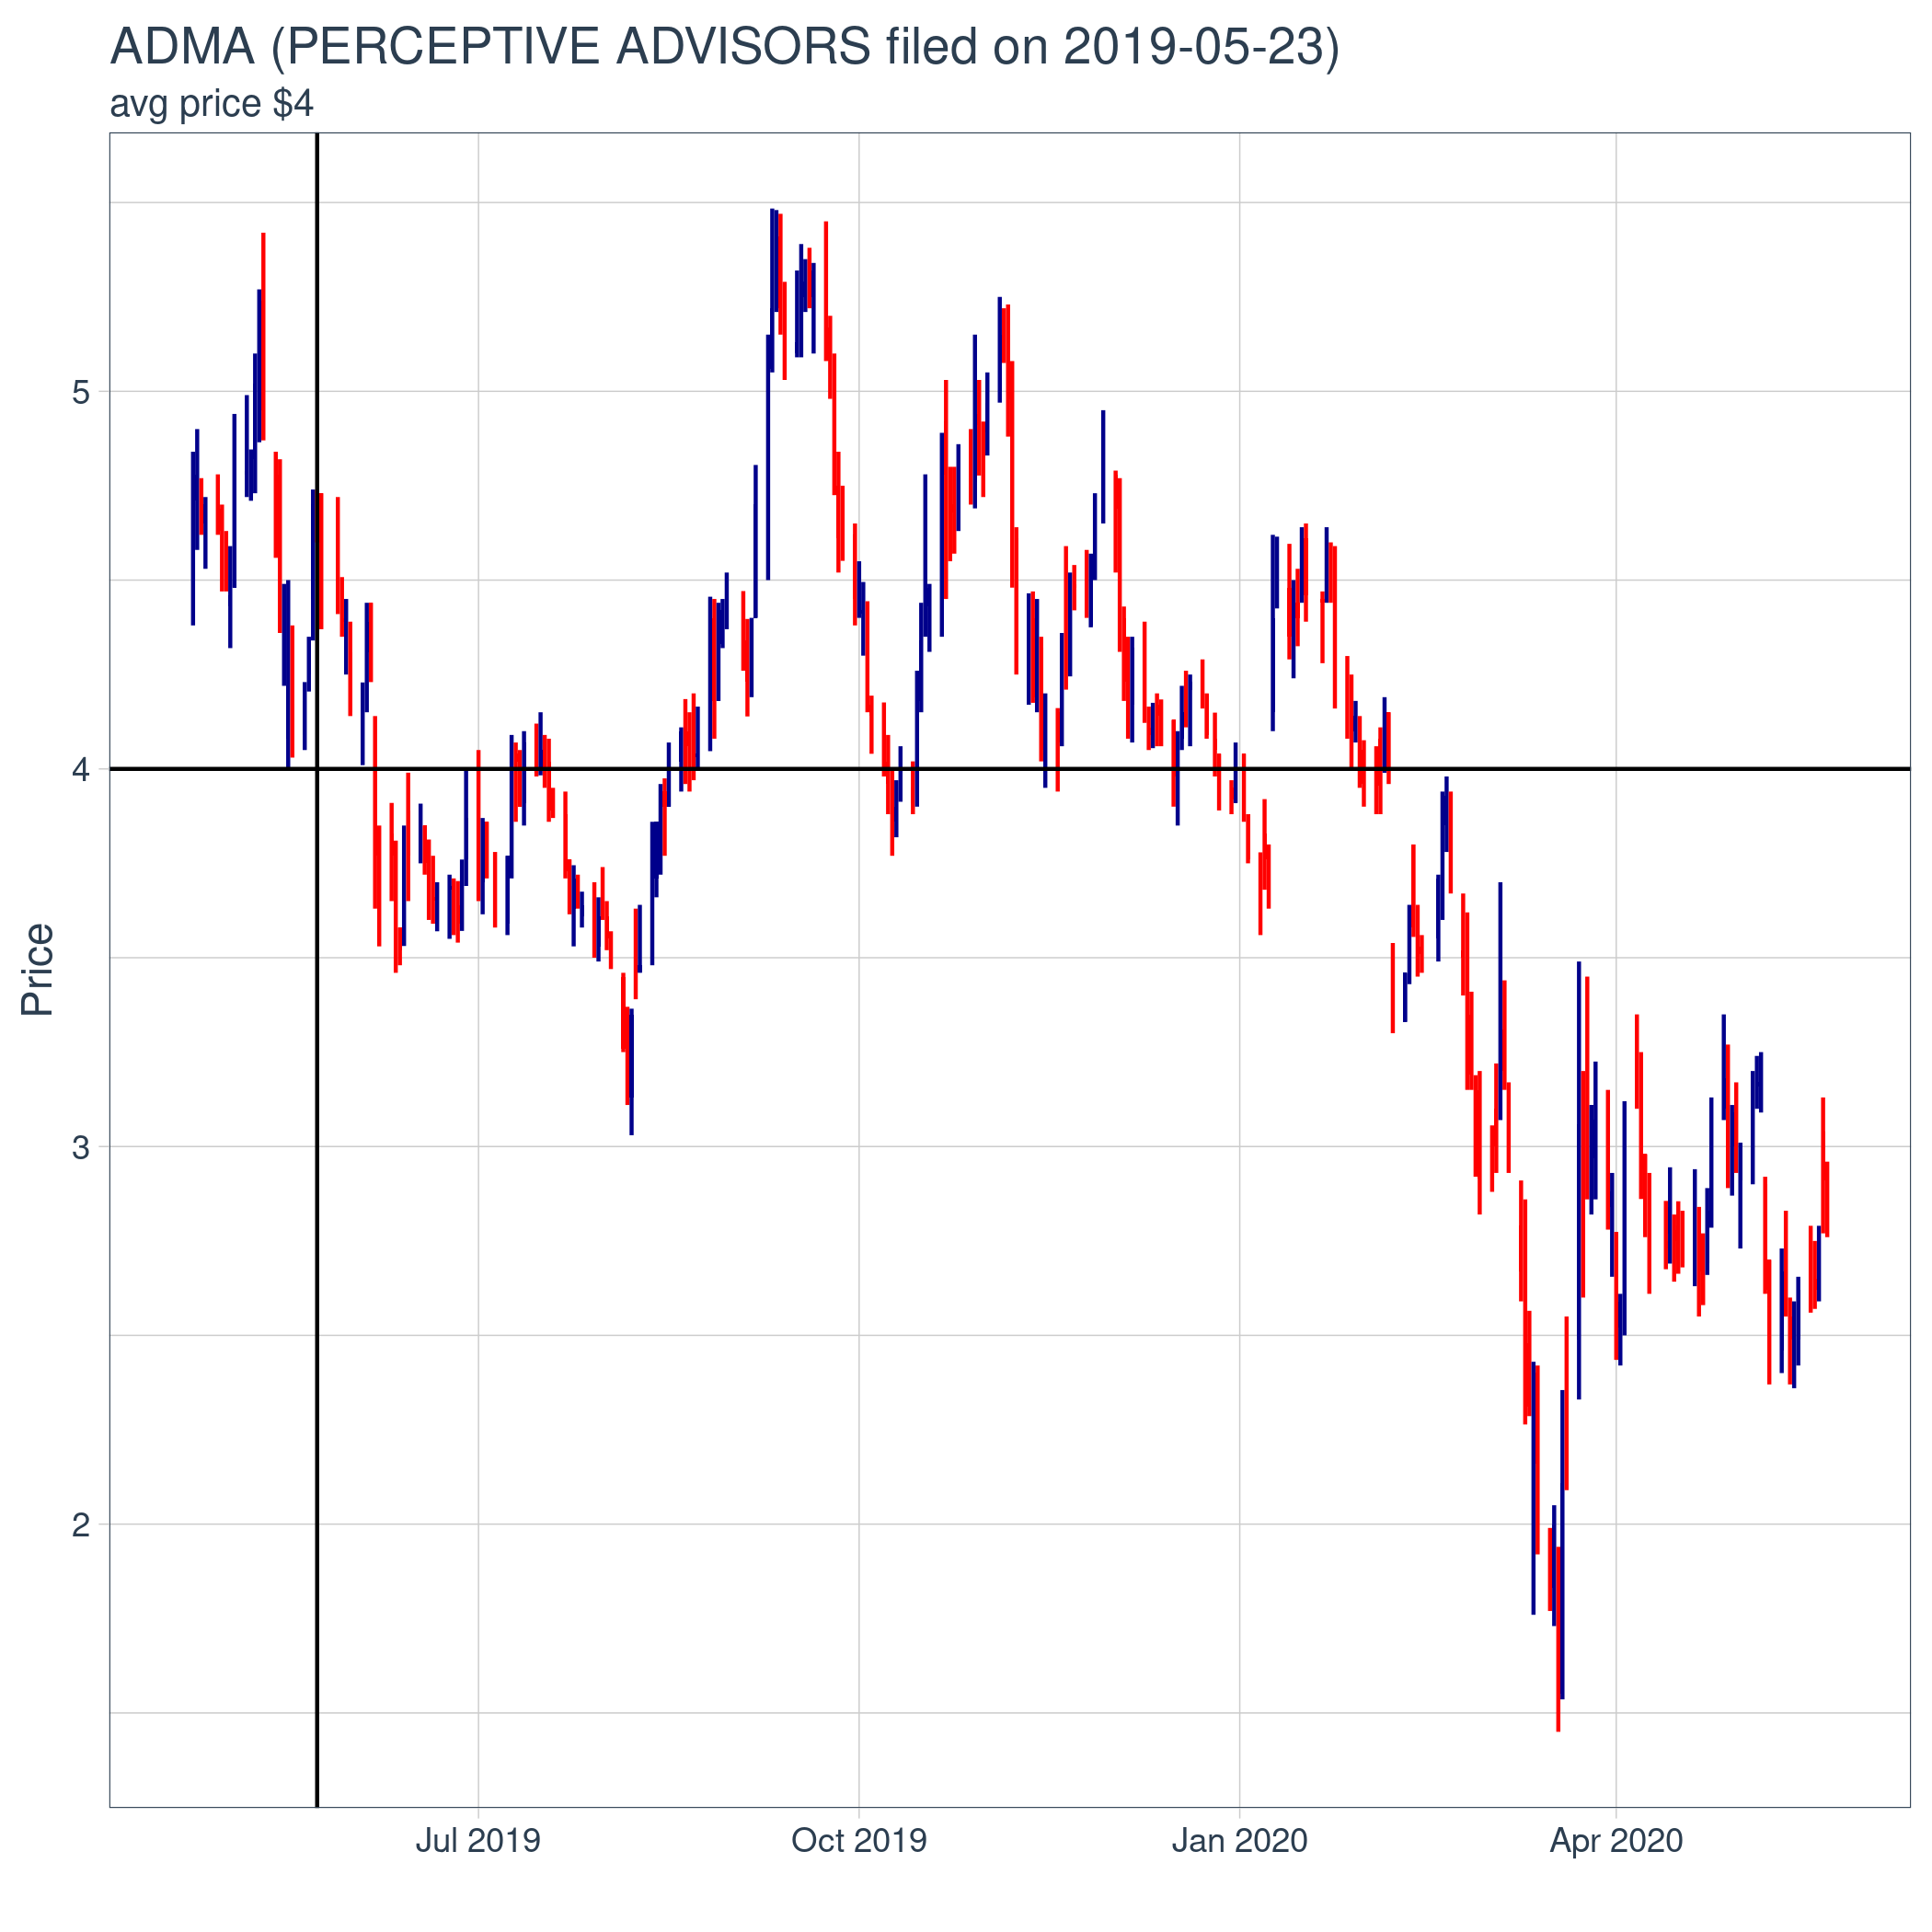 ADMA (PERCEPTIVE ADVISORS filed on 2019-05-23)
avg price $4
5
4
3
2
Price
Jul 2019
Oct 2019
Jan 2020
Apr 2020